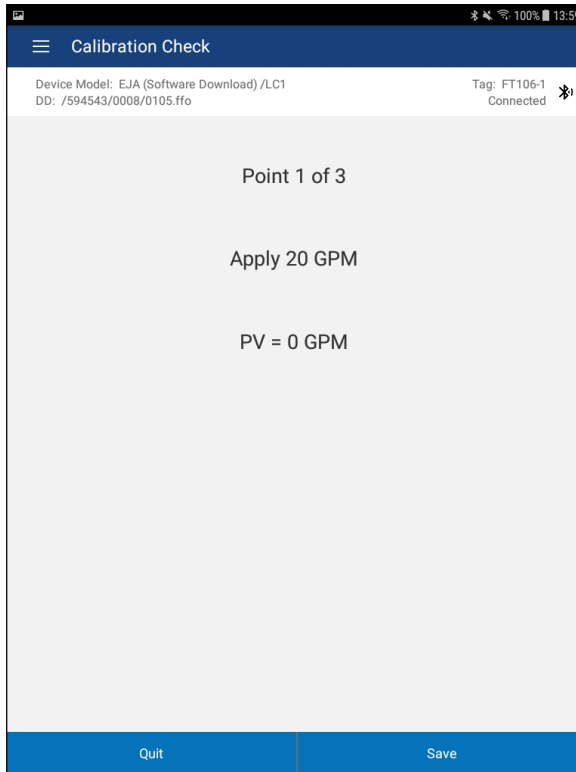 100% 13:59
Calibration Check
Device Model: EJA (Software Download) /LC1
Tag: FT106-1
DD: /594543/0008/0105.ffo
Connected
Point 1 of 3
Apply 20 GPM
PV = 0 GPM
Quit
Save